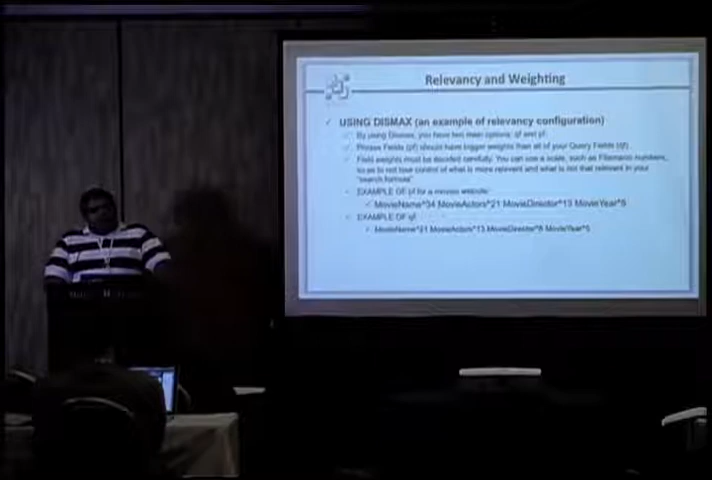 Relevancy and Weighting
USING DISMAX (an example of relevancy configuration)
By using Dismax, you have two main options: qf and pf.
Phrase Fields (pf) should have bigger weights than all of your Query Fields (qf).
Field weights must be decided carefully. You can use a scale, such as Fibonacci numbers,
so as to not lose control of what is more relevant and what is not that relevant in your
"search formula"
EXAMPLE OF pf for a movies website:
MovieName^34 MovieActors^21 MovieDirector^13 MovieYear^8
EXAMPLE OF qf:
MovieName^21 MovieActors^13 MovieDirector^8 MovieYear^5